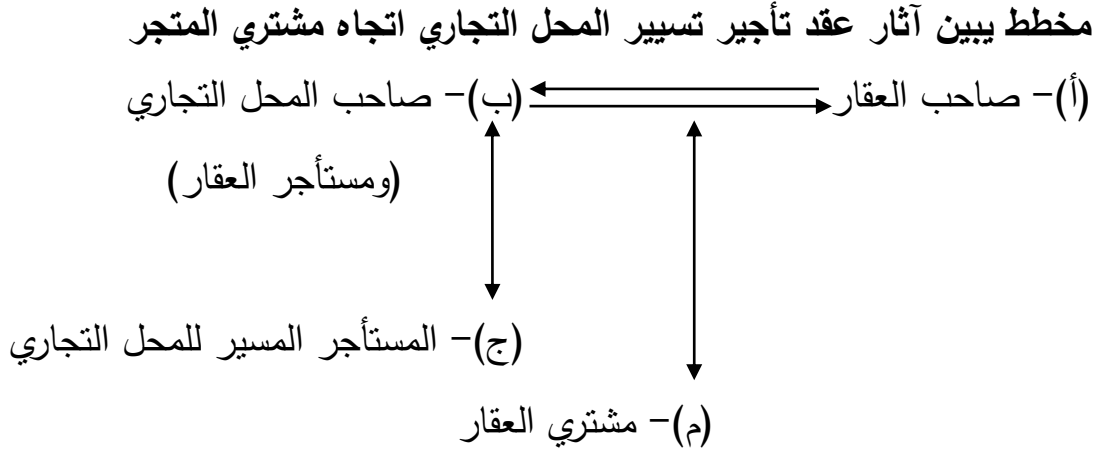 مخطط يبين آثار عقد تأجير تسيير المحل التجاري اتجاه مشتري المتجر
(أ)- صاحب العقار (ب)- صاحب المحل التجاري
(ومستأجر العقار)
(ج)- المستأجر المسير للمحل التجاري
(م)- مشتري العقار